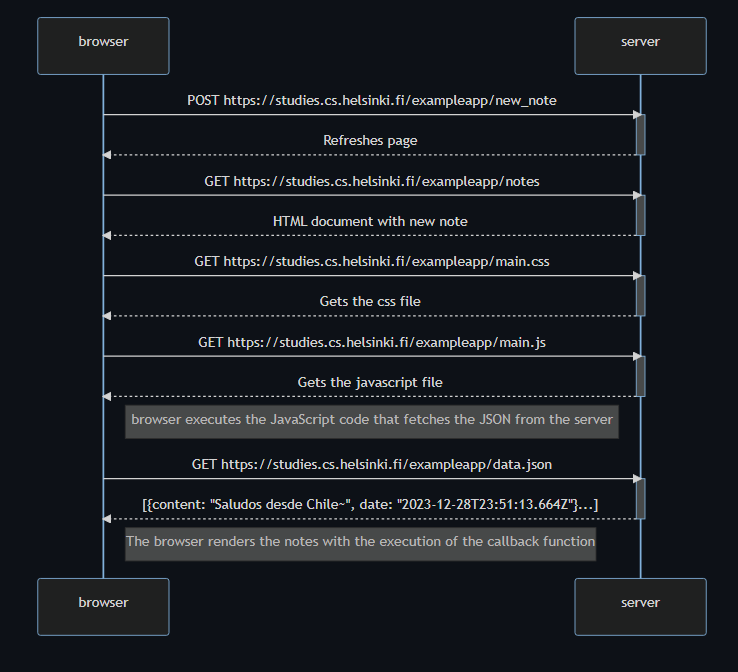 browser server
POST https://studies.cs.helsinki.fi/exampleapp/new_note
Refreshes page
GET https://studies.cs.helsinki.fi/exampleapp/notes
HTML document with new note
GET https://studies.cs.helsinki.fi/exampleapp/main.css
Gets the css file
GET https://studies.cs.helsinki.fi/exampleapp/main.js
Gets the javascript file
browser executes the JavaScript code that fetches the JSON from the server
GET https://studies.cs.helsinki.fi/exampleapp/data.json
[{content: "Saludos desde Chile~", date: "2023-12-28T23:51:13.664Z"}...]
The browser renders the notes with the execution of the callback function
browser server